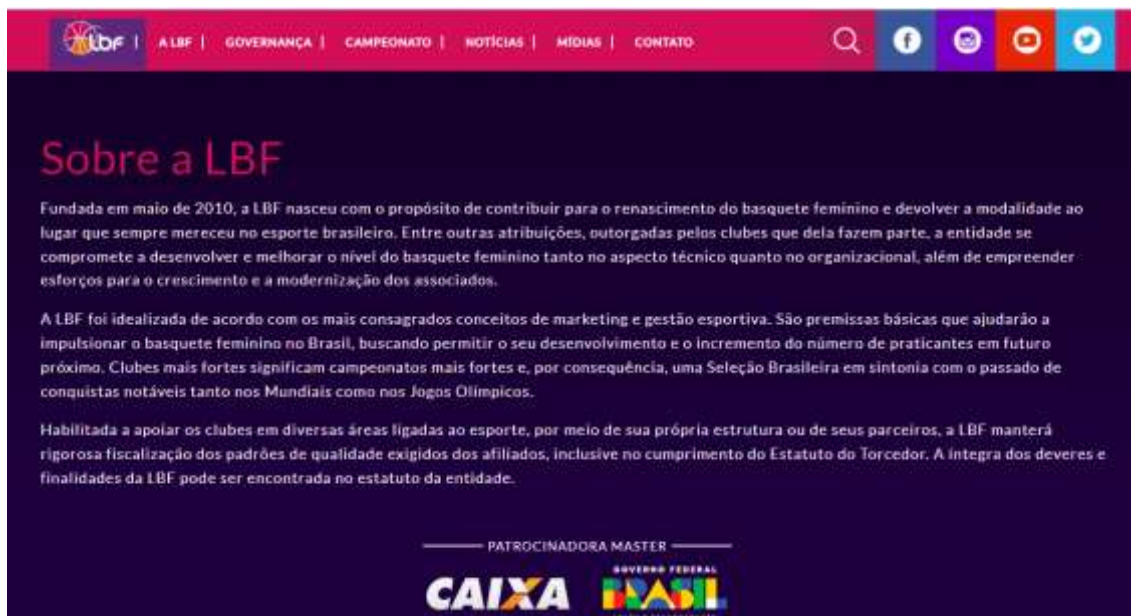 lbf | A LBF | GOVERNANÇA | CAMPEONATO | NOTÍCIAS | MÍDIAS | CONTATO
Sobre a LBF
Fundada em maio de 2010, a LBF nasceu com o propósito de contribuir para o renascimento do basquete feminino e devolver a modalidade ao
lugar que sempre mereceu no esporte brasileiro. Entre outras atribuições, outorgadas pelos clubes que dela fazem parte, a entidade se
compromete a desenvolver e melhorar o nível do basquete feminino tanto no aspecto técnico quanto no organizacional, além de empreender
esforços para o crescimento e a modernização dos associados.
A LBF foi idealizada de acordo com os mais consagrados conceitos de marketing e gestão esportiva. São premissas básicas que ajudarão a
impulsionar o basquete feminino no Brasil, buscando permitir o seu desenvolvimento e o incremento do número de praticantes em futuro
próximo. Clubes mais fortes significam campeonatos mais fortes e, por consequência, uma Seleção Brasileira em sintonia com o passado de
conquistas notáveis tanto nos Mundiais como nos Jogos Olímpicos.
Habilitada a apoiar os clubes em diversas áreas ligadas ao esporte, por meio de sua própria estrutura ou de seus parceiros, a LBF manterá
rigorosa fiscalização dos padrões de qualidade exigidos dos afiliados, inclusive no cumprimento do Estatuto do Torcedor. A íntegra dos deveres e
finalidades da LBF pode ser encontrada no estatuto da entidade.
PATROCINADORA MASTER
CAIXA
GOVERNO FEDERAL
BRASIL